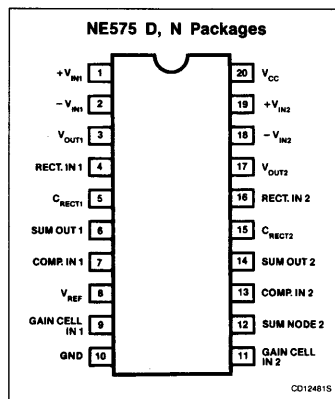 NE575 D, N Packages
+V_IN1 1
20 V_CC
-V_IN1 2
19 +V_IN2
V_OUT1 3
18 -V_IN2
RECT. IN 1 4
17 V_OUT2
C_RECT1 5
16 RECT. IN 2
SUM OUT 1 6
15 C_RECT2
COMP. IN 1 7
14 SUM OUT 2
V_REF 8
13 COMP. IN 2
GAIN CELL
IN 1 9
12 SUM NODE 2
GND 10
11 GAIN CELL
IN 2
CD12481S